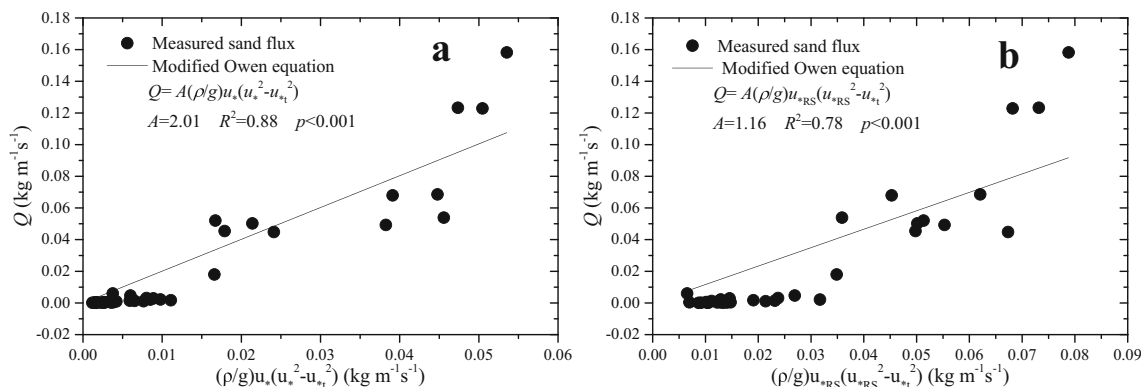 0.18
0.16
0.14
0.12
0.10
0.08
0.06
0.04
0.02
0.00
-0.02
Q (kg m⁻¹s⁻¹)
Measured sand flux
Modified Owen equation
Q= A(ρ/g)u*(u*²-u*t²)
A=2.01 R²=0.88 p<0.001
a
0.00 0.01 0.02 0.03 0.04 0.05 0.06
(ρ/g)u*(u*²-u*t²) (kg m⁻¹s⁻¹)
0.18
0.16
0.14
0.12
0.10
0.08
0.06
0.04
0.02
0.00
-0.02
Q (kg m⁻¹s⁻¹)
Measured sand flux
Modified Owen equation
Q= A(ρ/g)u*RS(u*RS²-u*t²)
A=1.16 R²=0.78 p<0.001
b
0.00 0.01 0.02 0.03 0.04 0.05 0.06 0.07 0.08 0.09
(ρ/g)u*RS(u*RS²-u*t²) (kg m⁻¹s⁻¹)